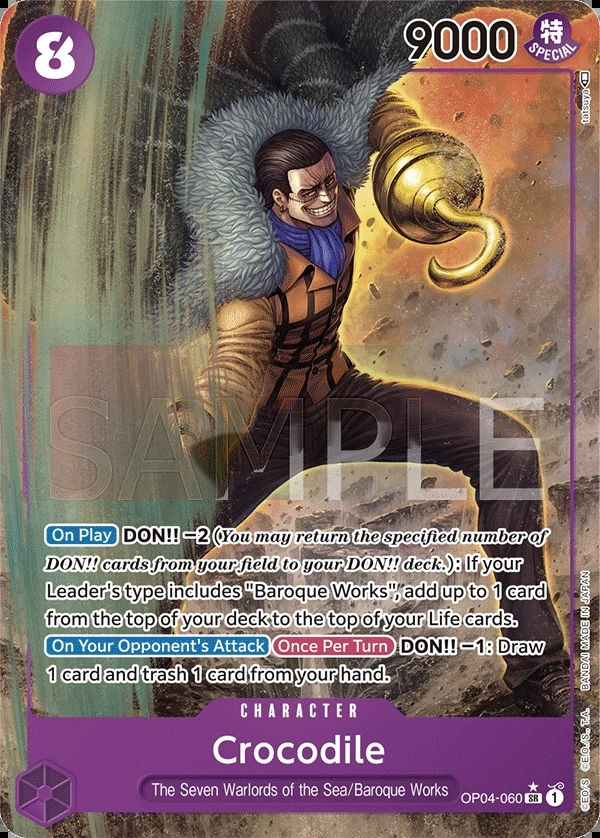 8
9000
特
SPECIAL
tatsuya
SAMPLE
On Play DON!! −2 (You may return the specified number of
DON!! cards from your field to your DON!! deck.): If your
Leader's type includes "Baroque Works", add up to 1 card
from the top of your deck to the top of your Life cards.
On Your Opponent's Attack Once Per Turn DON!! −1: Draw
1 card and trash 1 card from your hand.
©E.O./S., T.A. BANDAI MADE IN JAPAN
CHARACTER
Crocodile
The Seven Warlords of the Sea/Baroque Works
OP04-060 SR 1